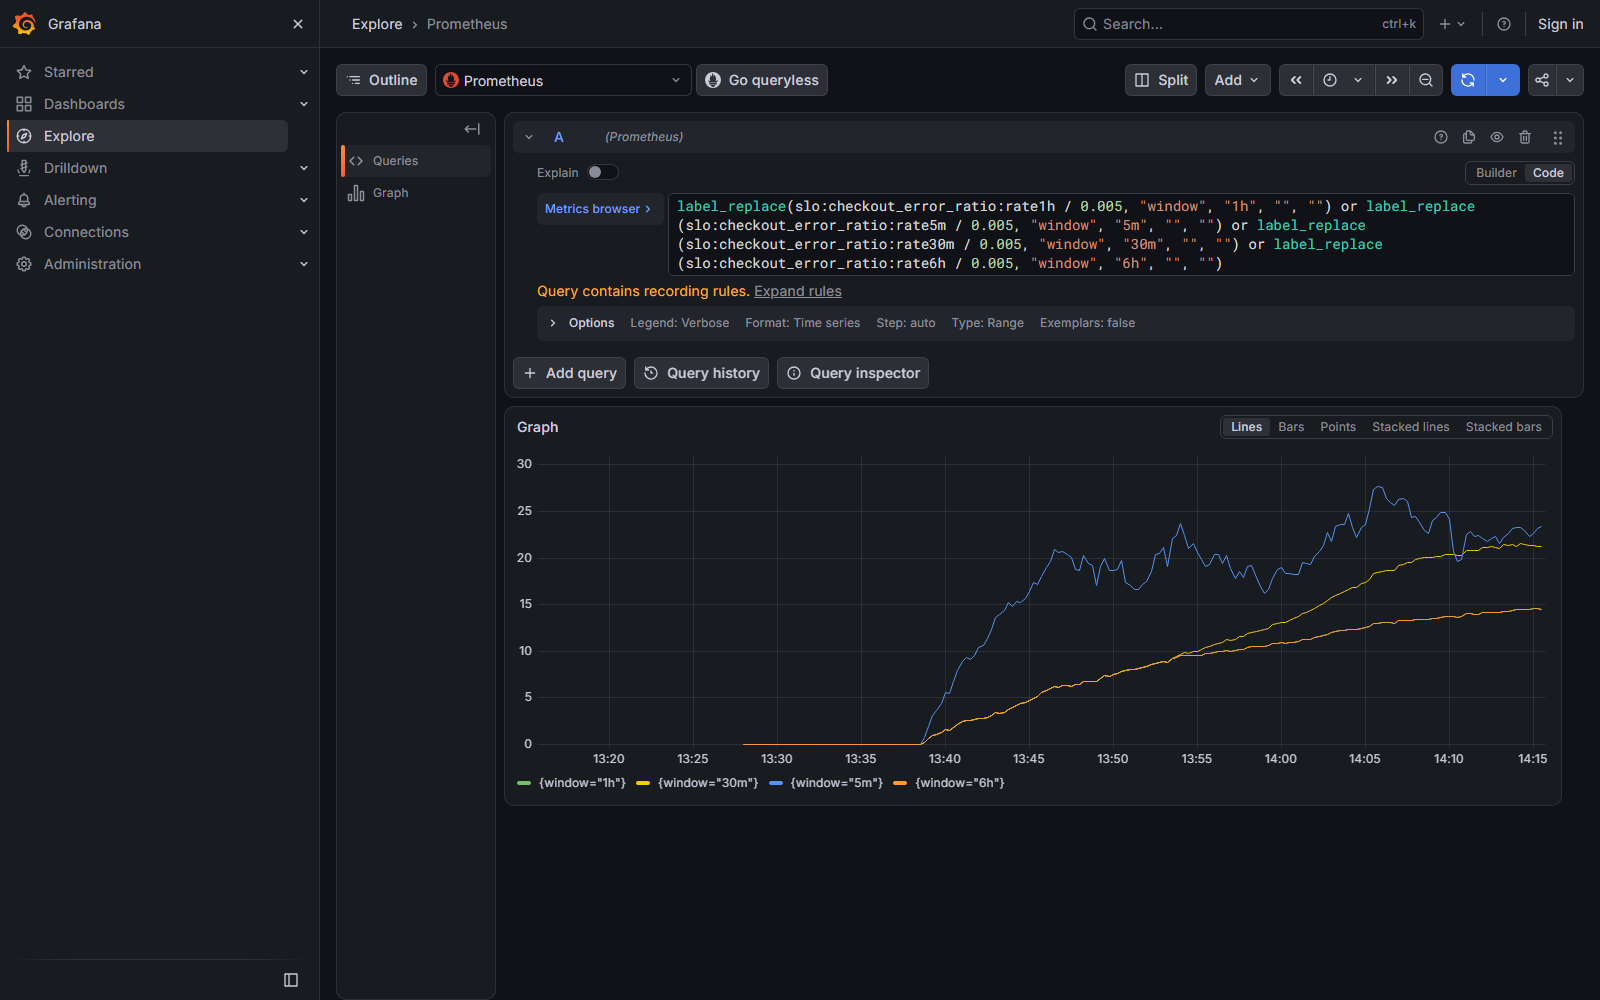 Grafana
Explore › Prometheus
Search...
ctrl+k
Sign in
Starred
Dashboards
Explore
Drilldown
Alerting
Connections
Administration
Outline
Prometheus
Go queryless
Split
Add
Queries
Graph
A
(Prometheus)
Explain
Builder
Code
Metrics browser
label_replace(slo:checkout_error_ratio:rate1h / 0.005, "window", "1h", "", "") or label_replace
(slo:checkout_error_ratio:rate5m / 0.005, "window", "5m", "", "") or label_replace
(slo:checkout_error_ratio:rate30m / 0.005, "window", "30m", "", "") or label_replace
(slo:checkout_error_ratio:rate6h / 0.005, "window", "6h", "", "")
Query contains recording rules. Expand rules
Options Legend: Verbose Format: Time series Step: auto Type: Range Exemplars: false
Add query
Query history
Query inspector
Graph
Lines Bars Points Stacked lines Stacked bars
30
25
20
15
10
5
0
13:20 13:25 13:30 13:35 13:40 13:45 13:50 13:55 14:00 14:05 14:10 14:15
{window="1h"} {window="30m"} {window="5m"} {window="6h"}